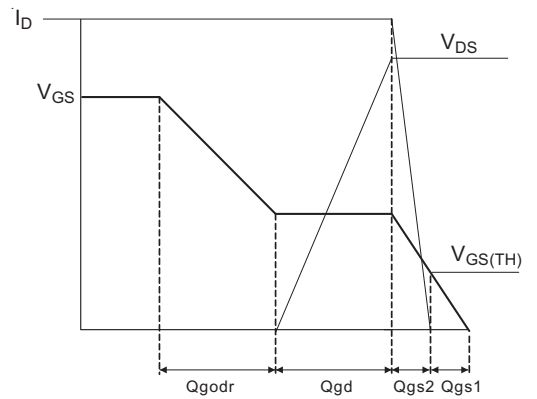 I_D
V_DS
V_GS
V_GS(TH)
Qgodr Qgd Qgs2 Qgs1